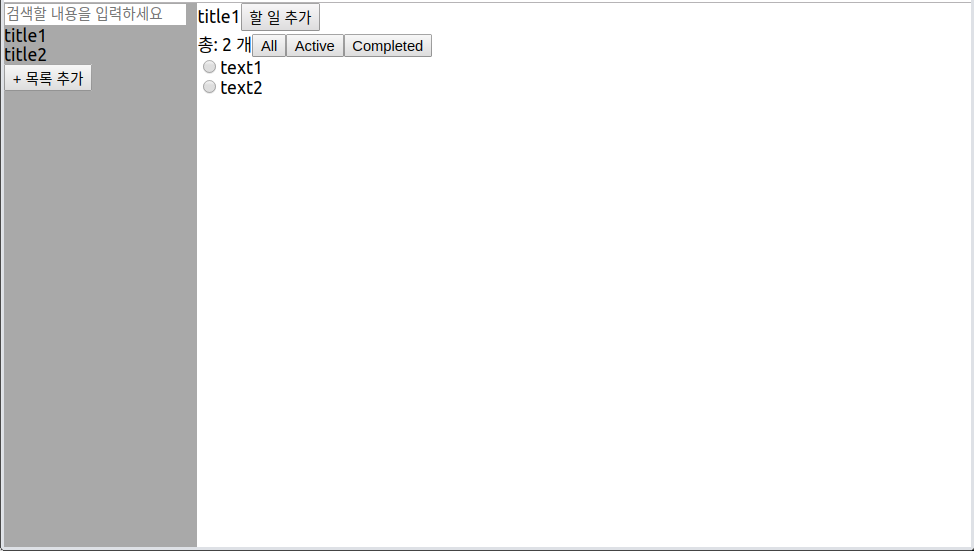 검색할 내용을 입력하세요
title1
title2
+ 목록 추가
title1 할 일 추가
총: 2 개 All Active Completed
text1
text2